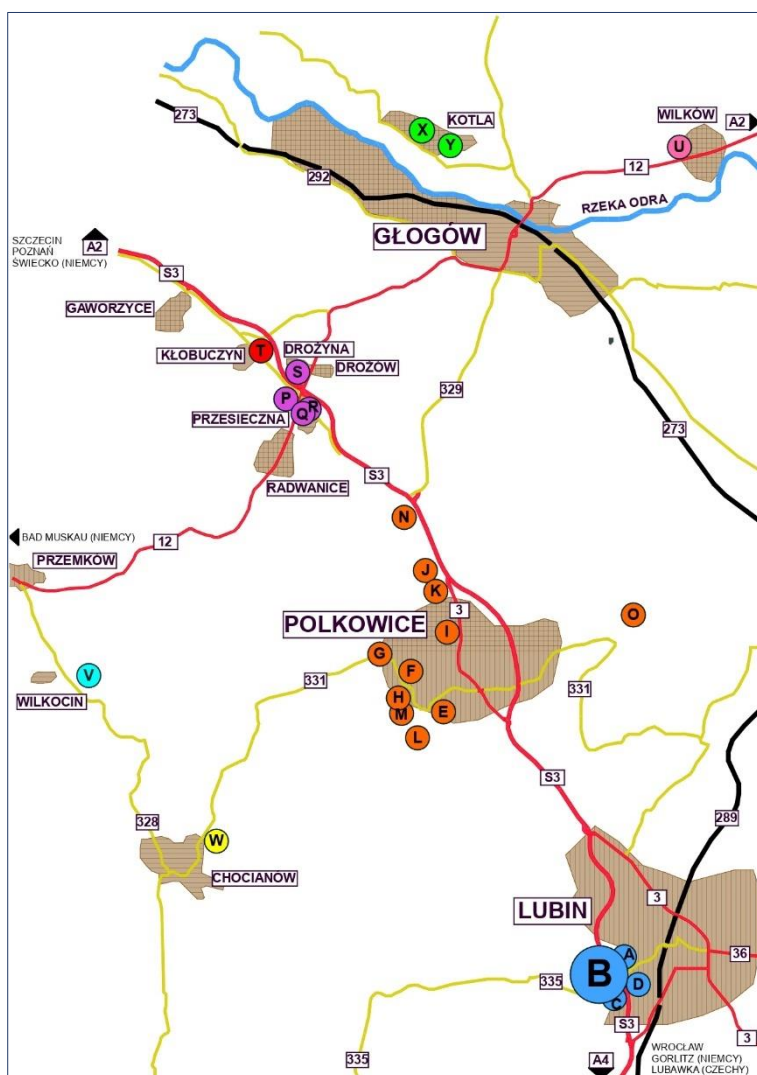 KOTLA
X
Y
WILKÓW
U
A2
273
12
292
RZEKA ODRA
GŁOGÓW
SZCZECIN
POZNAŃ
ŚWIECKO (NIEMCY)
A2
S3
GAWORZYCE
KŁOBUCZYN
T
DROŻYNA
S
DROŻÓW
P
R
Q
PRZESIECZNA
329
273
RADWANICE
S3
N
BAD MUSKAU (NIEMCY)
12
PRZEMKÓW
J
K
3
O
POLKOWICE
I
G
F
331
331
V
WILKOCIN
H
M
E
L
S3
328
289
W
CHOCIANÓW
3
LUBIN
36
A
B
D
C
335
S3
3
335
A4
WROCŁAW
GORLITZ (NIEMCY)
LUBAWKA (CZECHY)